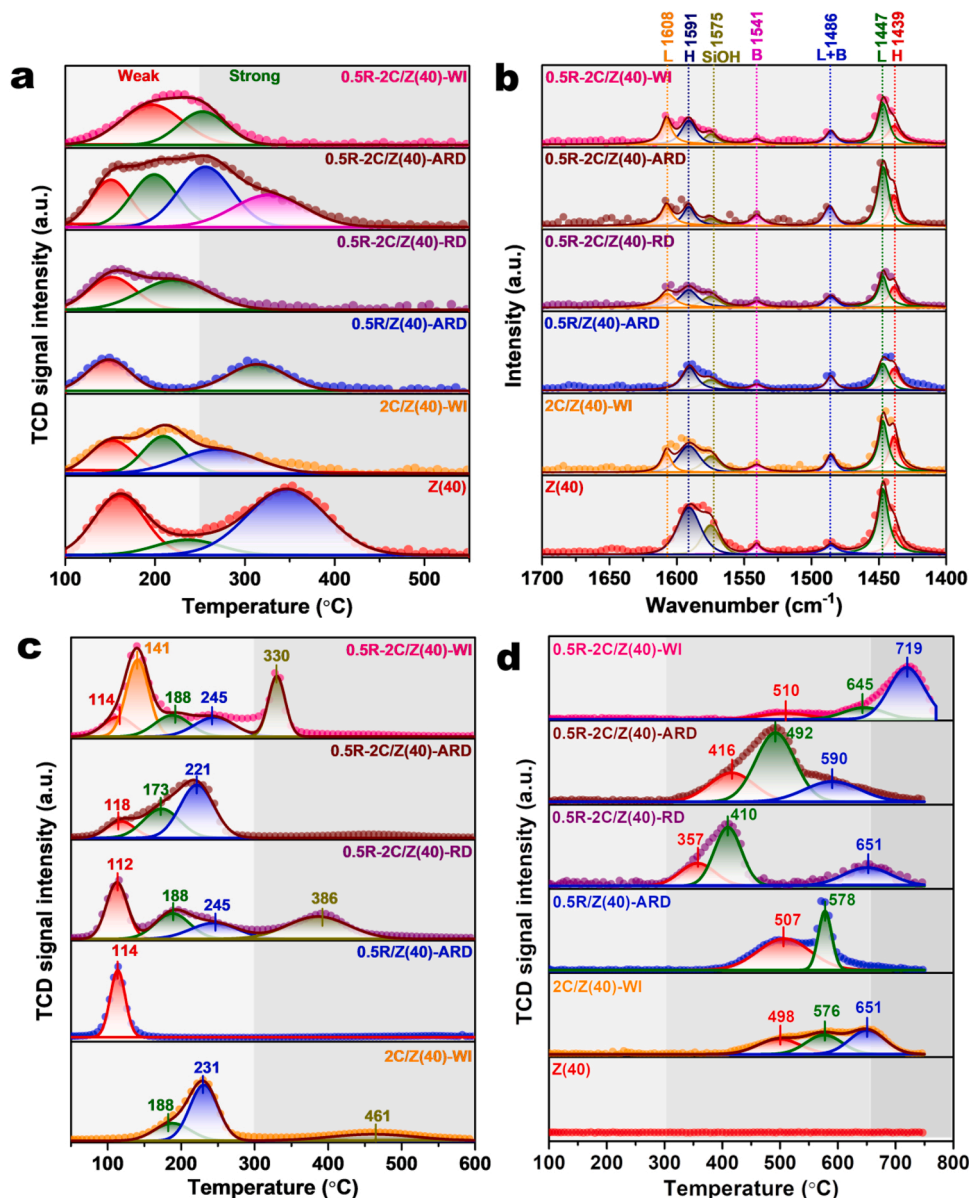 a
Weak
Strong
0.5R-2C/Z(40)-WI
0.5R-2C/Z(40)-ARD
0.5R-2C/Z(40)-RD
0.5R/Z(40)-ARD
2C/Z(40)-WI
Z(40)
TCD signal intensity (a.u.)
100 200 300 400 500
Temperature (°C)
b
L 1608
H 1591
SiOH 1575
B 1541
L+B 1486
L 1447
H 1439
0.5R-2C/Z(40)-WI
0.5R-2C/Z(40)-ARD
0.5R-2C/Z(40)-RD
0.5R/Z(40)-ARD
2C/Z(40)-WI
Z(40)
Intensity (a.u.)
1700 1650 1600 1550 1500 1450 1400
Wavenumber (cm⁻¹)
c
0.5R-2C/Z(40)-WI
114 141 188 245 330
0.5R-2C/Z(40)-ARD
118 173 221
0.5R-2C/Z(40)-RD
112 188 245 386
0.5R/Z(40)-ARD
114
2C/Z(40)-WI
188 231 461
TCD signal intensity (a.u.)
100 200 300 400 500 600
Temperature (°C)
d
0.5R-2C/Z(40)-WI
510 645 719
0.5R-2C/Z(40)-ARD
416 492 590
0.5R-2C/Z(40)-RD
357 410 651
0.5R/Z(40)-ARD
507 578
2C/Z(40)-WI
498 576 651
Z(40)
TCD signal intensity (a.u.)
100 200 300 400 500 600 700 800
Temperature (°C)